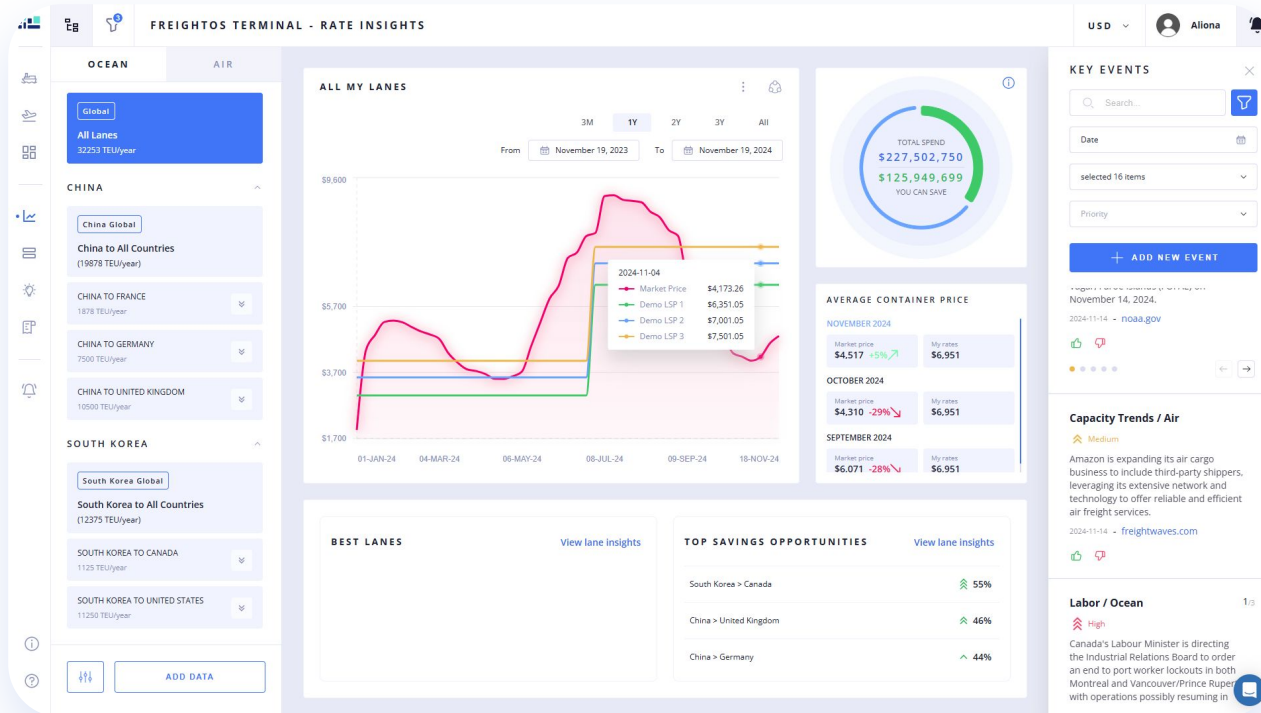 3
FREIGHTOS TERMINAL - RATE INSIGHTS
USD
Aliona
OCEAN
AIR
Global
All Lanes
32253 TEU/year
CHINA
China Global
China to All Countries
(19878 TEU/year)
CHINA TO FRANCE
1878 TEU/year
CHINA TO GERMANY
7500 TEU/year
CHINA TO UNITED KINGDOM
10500 TEU/year
SOUTH KOREA
South Korea Global
South Korea to All Countries
(12375 TEU/year)
SOUTH KOREA TO CANADA
1125 TEU/year
SOUTH KOREA TO UNITED STATES
11250 TEU/year
ADD DATA
ALL MY LANES
3M 1Y 2Y 3Y All
From November 19, 2023 To November 19, 2024
$9,600
$5,700
$3,700
$1,700
01-JAN-24 04-MAR-24 06-MAY-24 08-JUL-24 09-SEP-24 18-NOV-24
2024-11-04
Market Price $4,173.26
Demo LSP 1 $6,351.05
Demo LSP 2 $7,001.05
Demo LSP 3 $7,501.05
TOTAL SPEND
$227,502,750
$125,949,699
YOU CAN SAVE
AVERAGE CONTAINER PRICE
NOVEMBER 2024
Market price My rates
$4,517 +5% $6,951
OCTOBER 2024
Market price My rates
$4,310 -29% $6,951
SEPTEMBER 2024
Market price My rates
$6,071 -28% $6,951
BEST LANES
View lane insights
TOP SAVINGS OPPORTUNITIES
View lane insights
South Korea > Canada 55%
China > United Kingdom 46%
China > Germany 44%
KEY EVENTS
Search...
Date
selected 16 items
Priority
ADD NEW EVENT
November 14, 2024.
2024-11-14 - noaa.gov
Capacity Trends / Air
Medium
Amazon is expanding its air cargo
business to include third-party shippers,
leveraging its extensive network and
technology to offer reliable and efficient
air freight services.
2024-11-14 - freightwaves.com
Labor / Ocean 1/3
High
Canada's Labour Minister is directing
the Industrial Relations Board to order
an end to port worker lockouts in both
Montreal and Vancouver/Prince Rupert
with operations possibly resuming in